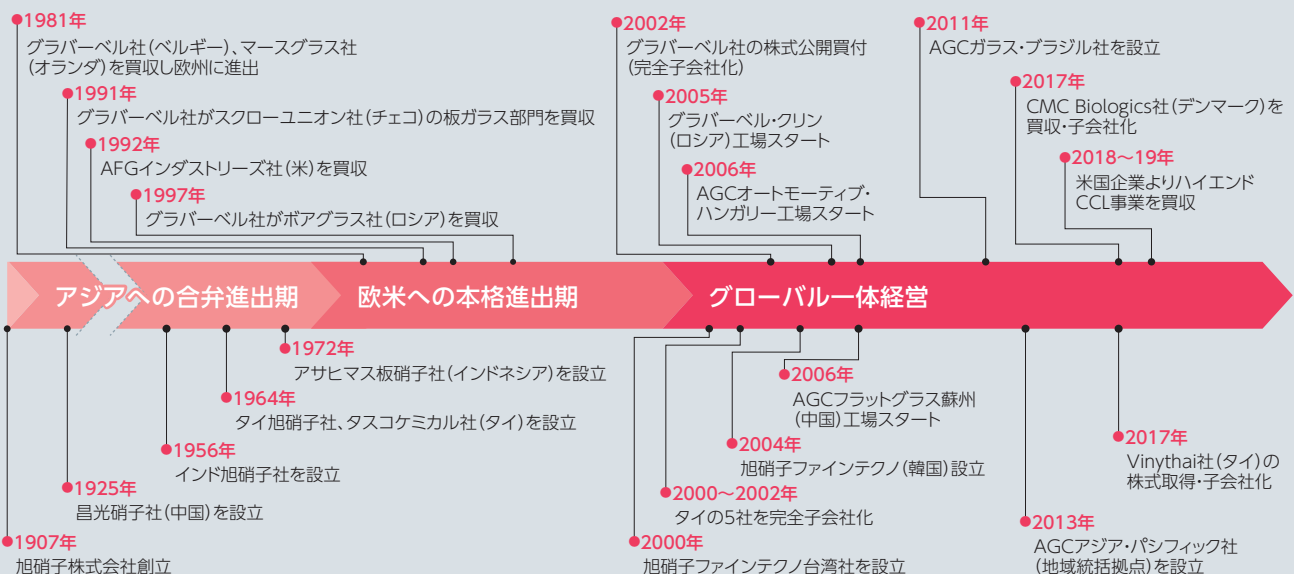 1981年
グラバーベル社(ベルギー)、マースグラス社
(オランダ)を買収し欧州に進出
1991年
グラバーベル社がスクローユニオン社(チェコ)の板ガラス部門を買収
1992年
AFGインダストリーズ社(米)を買収
1997年
グラバーベル社がボアグラス社(ロシア)を買収
2002年
グラバーベル社の株式公開買付
(完全子会社化)
2005年
グラバーベル・クリン
(ロシア)工場スタート
2006年
AGCオートモーティブ・
ハンガリー工場スタート
2011年
AGCガラス・ブラジル社を設立
2017年
CMC Biologics社(デンマーク)を
買収・子会社化
2018〜19年
米国企業よりハイエンド
CCL事業を買収
アジアへの合弁進出期
欧米への本格進出期
グローバル一体経営
1972年
アサヒマス板硝子社(インドネシア)を設立
1964年
タイ旭硝子社、タスコケミカル社(タイ)を設立
1956年
インド旭硝子社を設立
1925年
昌光硝子社(中国)を設立
1907年
旭硝子株式会社創立
2006年
AGCフラットグラス蘇州
(中国)工場スタート
2004年
旭硝子ファインテクノ(韓国)設立
2000〜2002年
タイの5社を完全子会社化
2000年
旭硝子ファインテクノ台湾社を設立
2017年
Vinythai社(タイ)の
株式取得・子会社化
2013年
AGCアジア・パシフィック社
(地域統括拠点)を設立